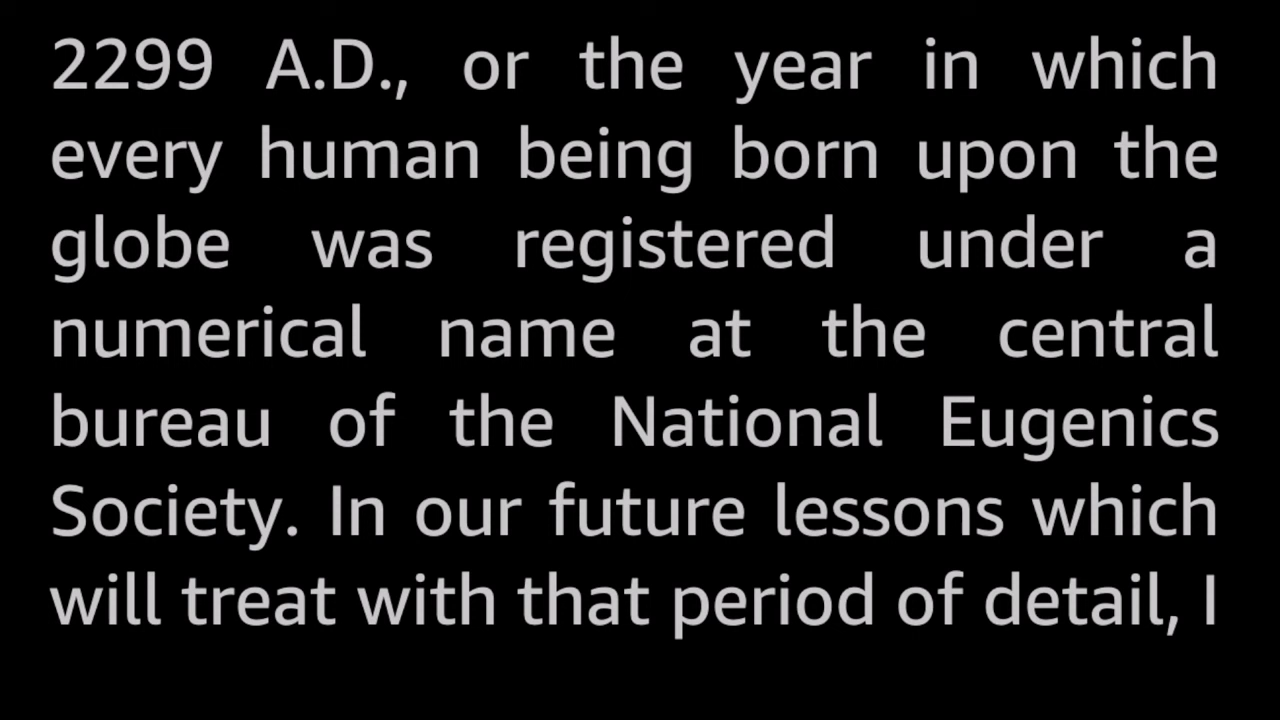 2299 A.D., or the year in which
every human being born upon the
globe was registered under a
numerical name at the central
bureau of the National Eugenics
Society. In our future lessons which
will treat with that period of detail, I